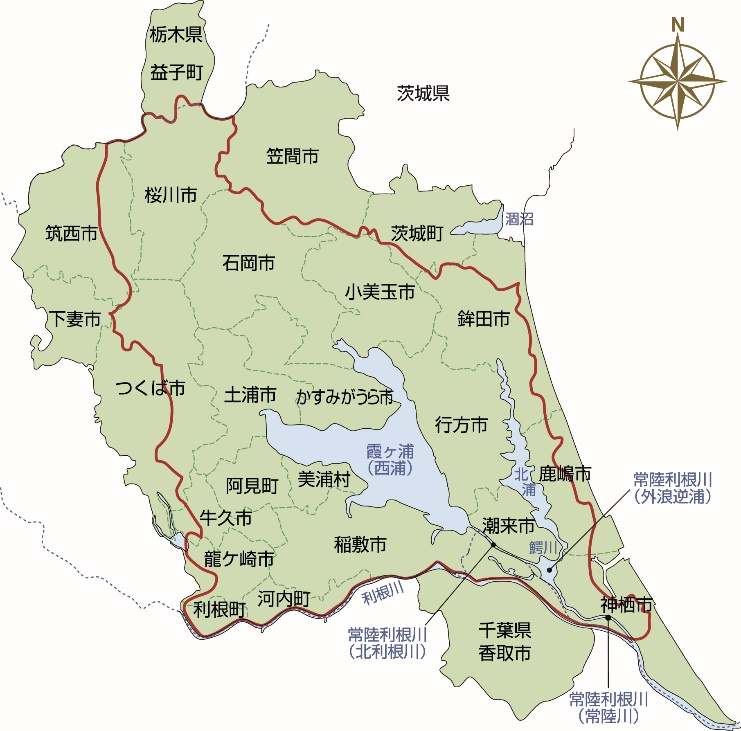 栃木県
益子町
N
茨城県
笠間市
桜川市
筑西市
茨城町
涸沼
石岡市
小美玉市
鉾田市
下妻市
つくば市
土浦市
かすみがうら市
行方市
霞ヶ浦
（西浦）
北浦
鹿嶋市
常陸利根川
（外浪逆浦）
阿見町
美浦村
牛久市
稲敷市
潮来市
鰐川
龍ケ崎市
利根町
河内町
利根川
神栖市
常陸利根川
（北利根川）
千葉県
香取市
常陸利根川
（常陸川）